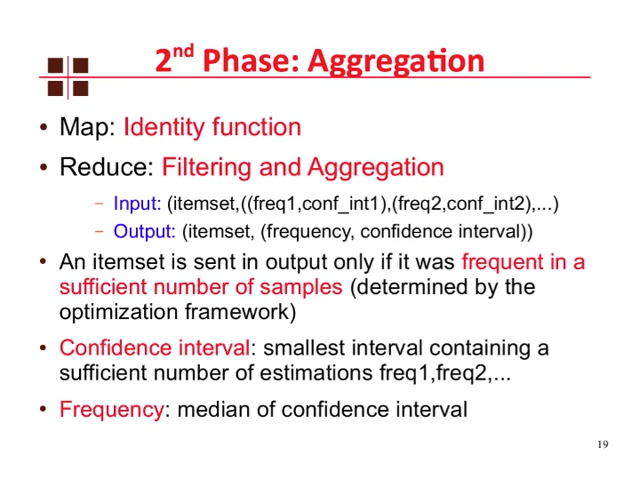 2nd Phase: Aggregation
• Map: Identity function
• Reduce: Filtering and Aggregation
– Input: (itemset,((freq1,conf_int1),(freq2,conf_int2),...)
– Output: (itemset, (frequency, confidence interval))
• An itemset is sent in output only if it was frequent in a
sufficient number of samples (determined by the
optimization framework)
• Confidence interval: smallest interval containing a
sufficient number of estimations freq1,freq2,...
• Frequency: median of confidence interval
19